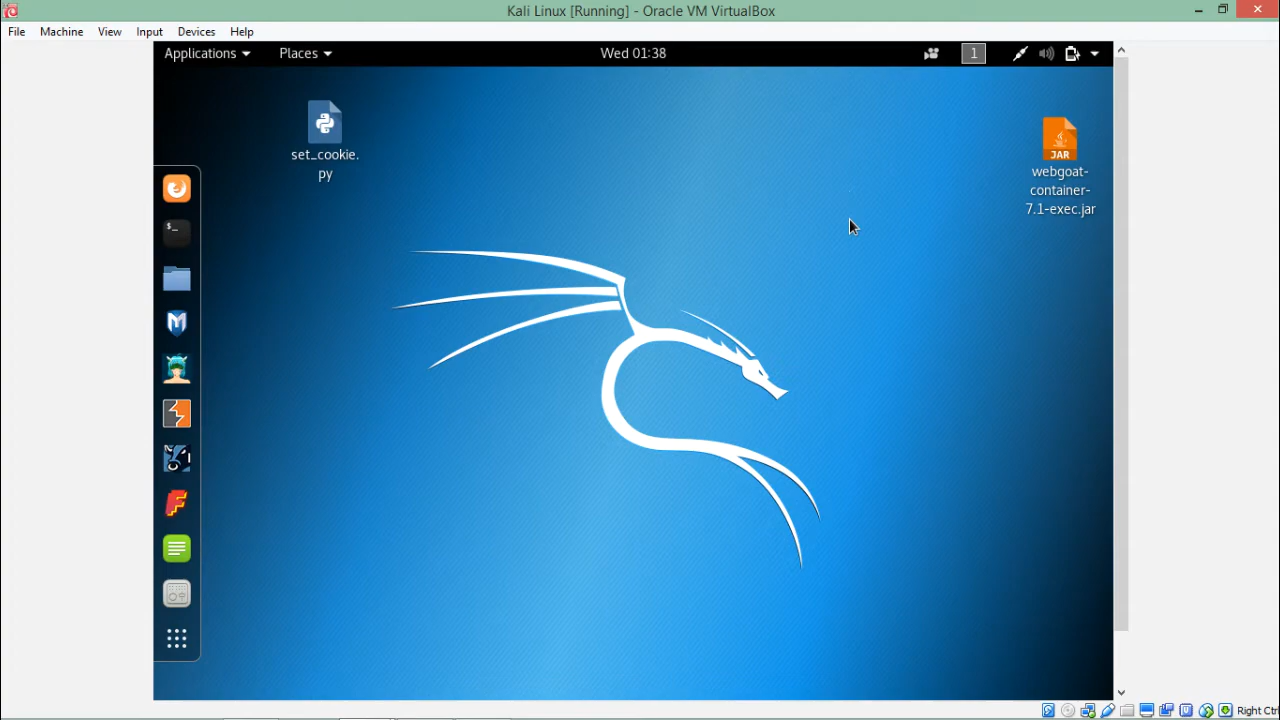 Kali Linux [Running] - Oracle VM VirtualBox
File Machine View Input Devices Help
Applications Places Wed 01:38 1
set_cookie.
py
JAR
webgoat-
container-
7.1-exec.jar
$_
M
F
Right Ctrl